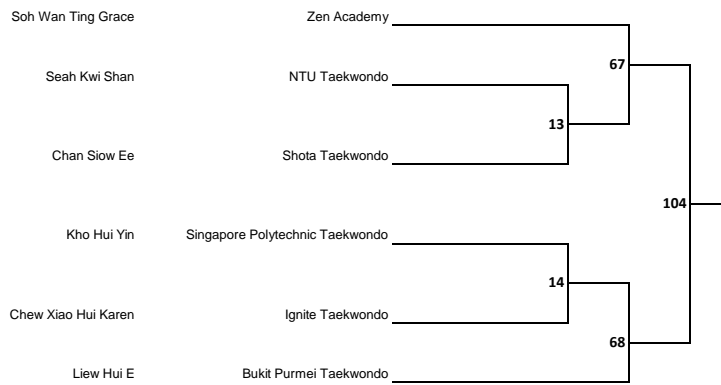 Soh Wan Ting Grace Zen Academy
67
Seah Kwi Shan NTU Taekwondo
13
Chan Siow Ee Shota Taekwondo
104
Kho Hui Yin Singapore Polytechnic Taekwondo
14
Chew Xiao Hui Karen Ignite Taekwondo
68
Liew Hui E Bukit Purmei Taekwondo